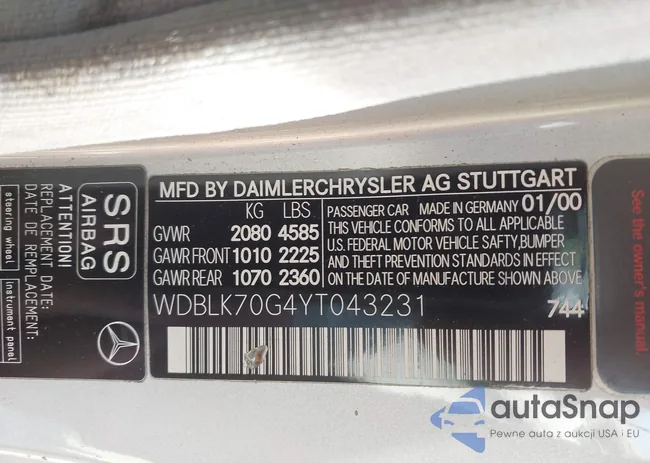 MFD BY DAIMLERCHRYSLER AG STUTTGART
KG LBS
GVWR 2080 4585
GAWR FRONT 1010 2225
GAWR REAR 1070 2360
PASSENGER CAR MADE IN GERMANY 01/00
THIS VEHICLE CONFORMS TO ALL APPLICABLE
U.S. FEDERAL MOTOR VEHICLE SAFTY,BUMPER
AND THEFT PREVENTION STANDARDS IN EFFECT
ON THE DATE OF MANUFACTURE SHOWN ABOVE.
WDBLK70G4YT043231
744
SRS
AIRBAG
ATTENTION!
REPLACEMENT DATE:
DATE DE REMPLACEMENT:
steering wheel
instrument panel
See the
owner's manual.
autaSnap
Pewne auta z aukcji USA i EU